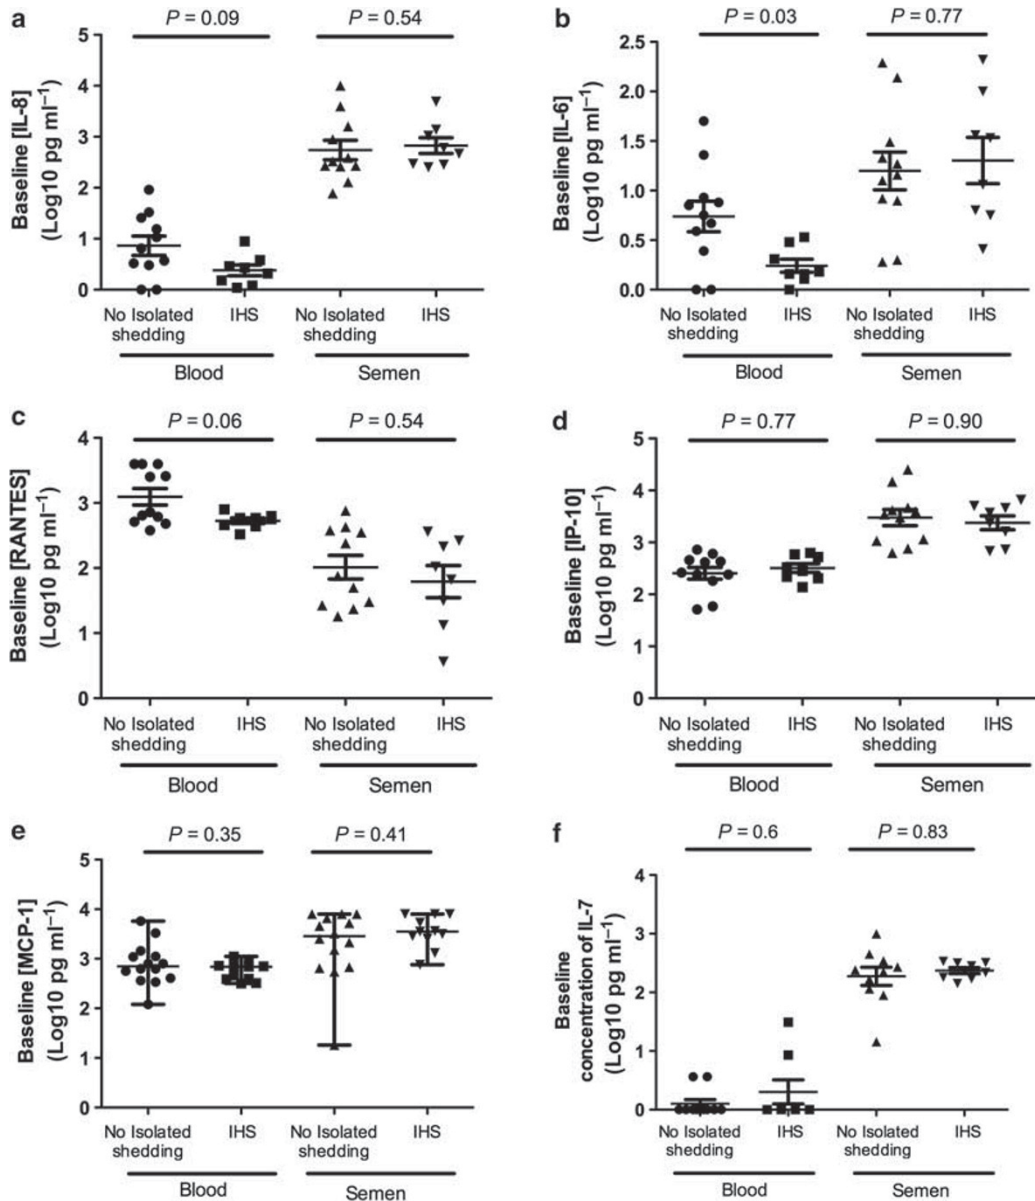 a
P = 0.09
P = 0.54
Baseline [IL-8]
(Log10 pg ml⁻¹)
5
4
3
2
1
0
No Isolated
shedding
IHS
No Isolated
shedding
IHS
Blood
Semen
b
P = 0.03
P = 0.77
Baseline [IL-6]
(Log10 pg ml⁻¹)
2.5
2.0
1.5
1.0
0.5
0.0
No Isolated
shedding
IHS
No Isolated
shedding
IHS
Blood
Semen
c
P = 0.06
P = 0.54
Baseline [RANTES]
(Log10 pg ml⁻¹)
4
3
2
1
0
No Isolated
shedding
IHS
No Isolated
shedding
IHS
Blood
Semen
d
P = 0.77
P = 0.90
Baseline [IP-10]
(Log10 pg ml⁻¹)
5
4
3
2
1
0
No Isolated
shedding
IHS
No Isolated
shedding
IHS
Blood
Semen
e
P = 0.35
P = 0.41
Baseline [MCP-1]
(Log10 pg ml⁻¹)
5
4
3
2
1
0
No Isolated
shedding
IHS
No Isolated
shedding
IHS
Blood
Semen
f
P = 0.6
P = 0.83
Baseline
concentration of IL-7
(Log10 pg ml⁻¹)
4
3
2
1
0
No Isolated
shedding
IHS
No Isolated
shedding
IHS
Blood
Semen